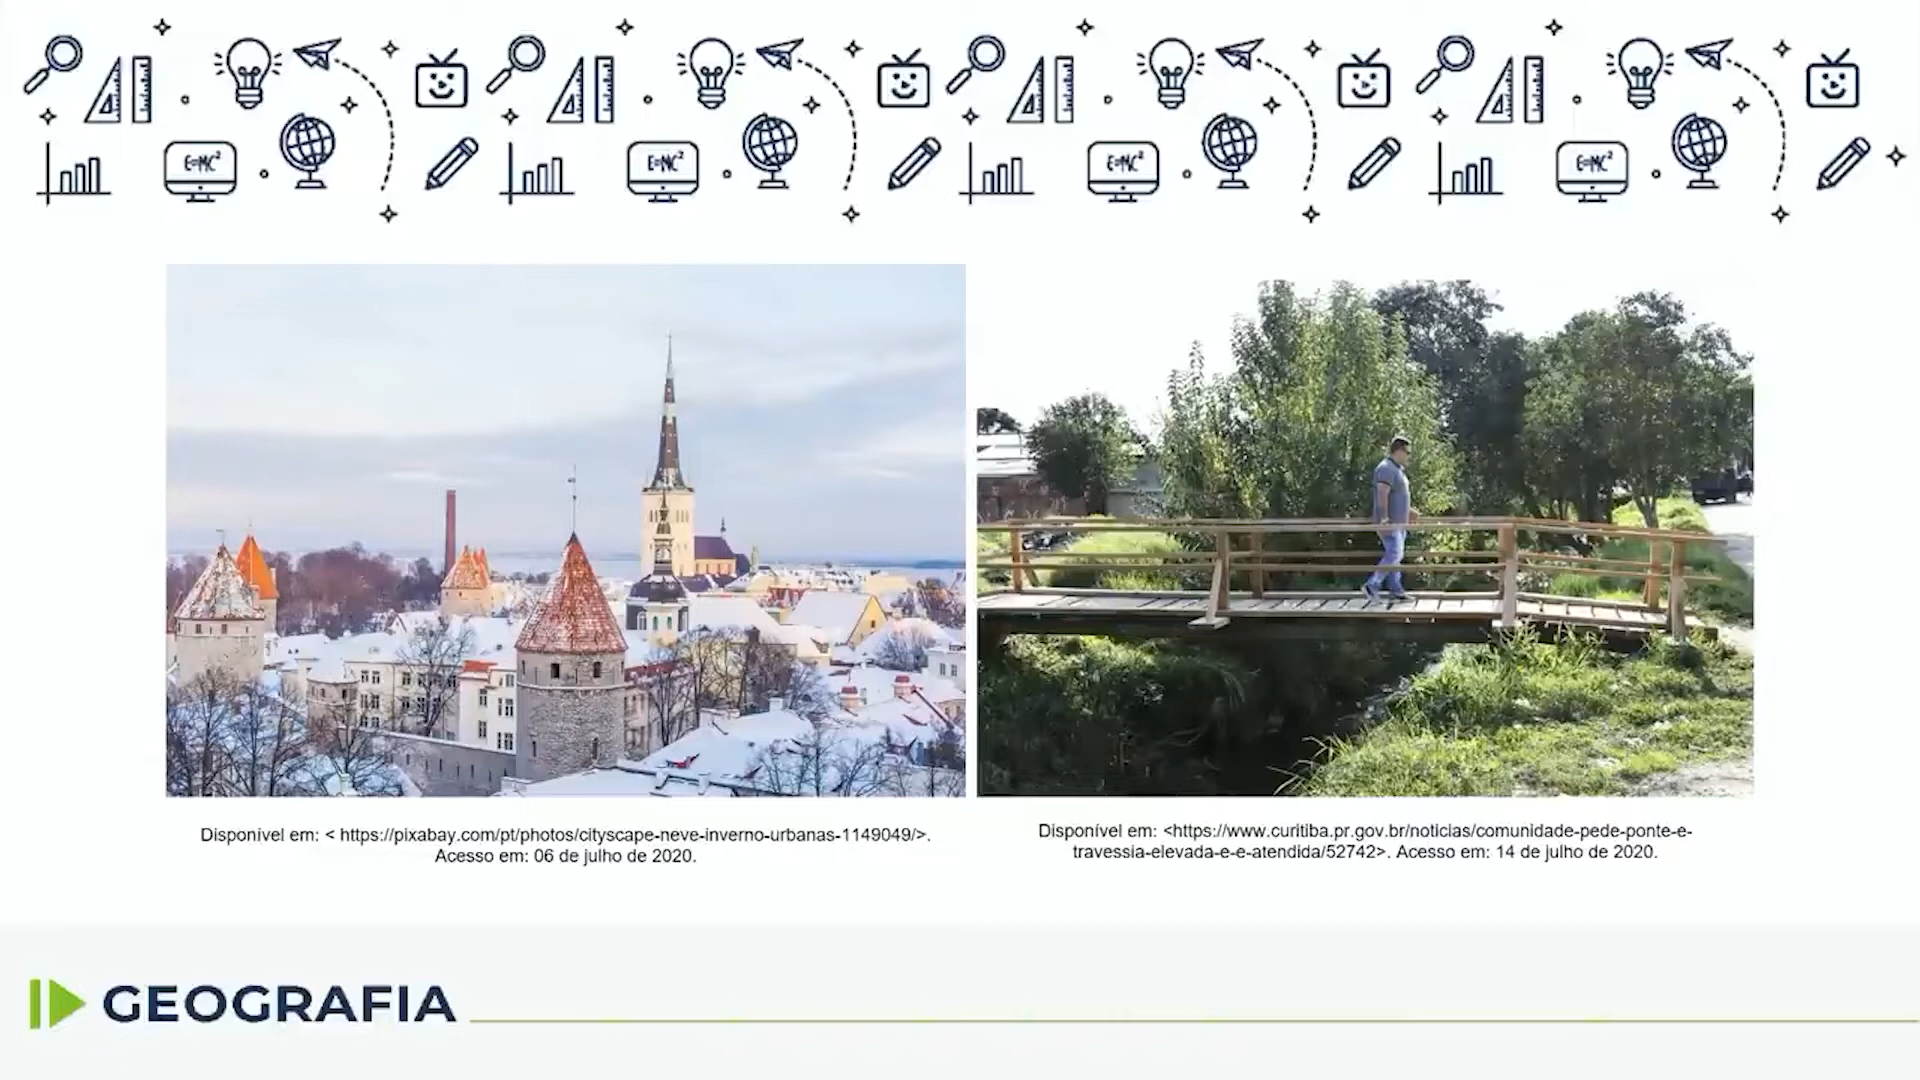 E=MC²
E=MC²
E=MC²
E=MC²
Disponível em: < https://pixabay.com/pt/photos/cityscape-neve-inverno-urbanas-1149049/>.
Acesso em: 06 de julho de 2020.
Disponível em: <https://www.curitiba.pr.gov.br/noticias/comunidade-pede-ponte-e-
travessia-elevada-e-e-atendida/52742>. Acesso em: 14 de julho de 2020.
GEOGRAFIA